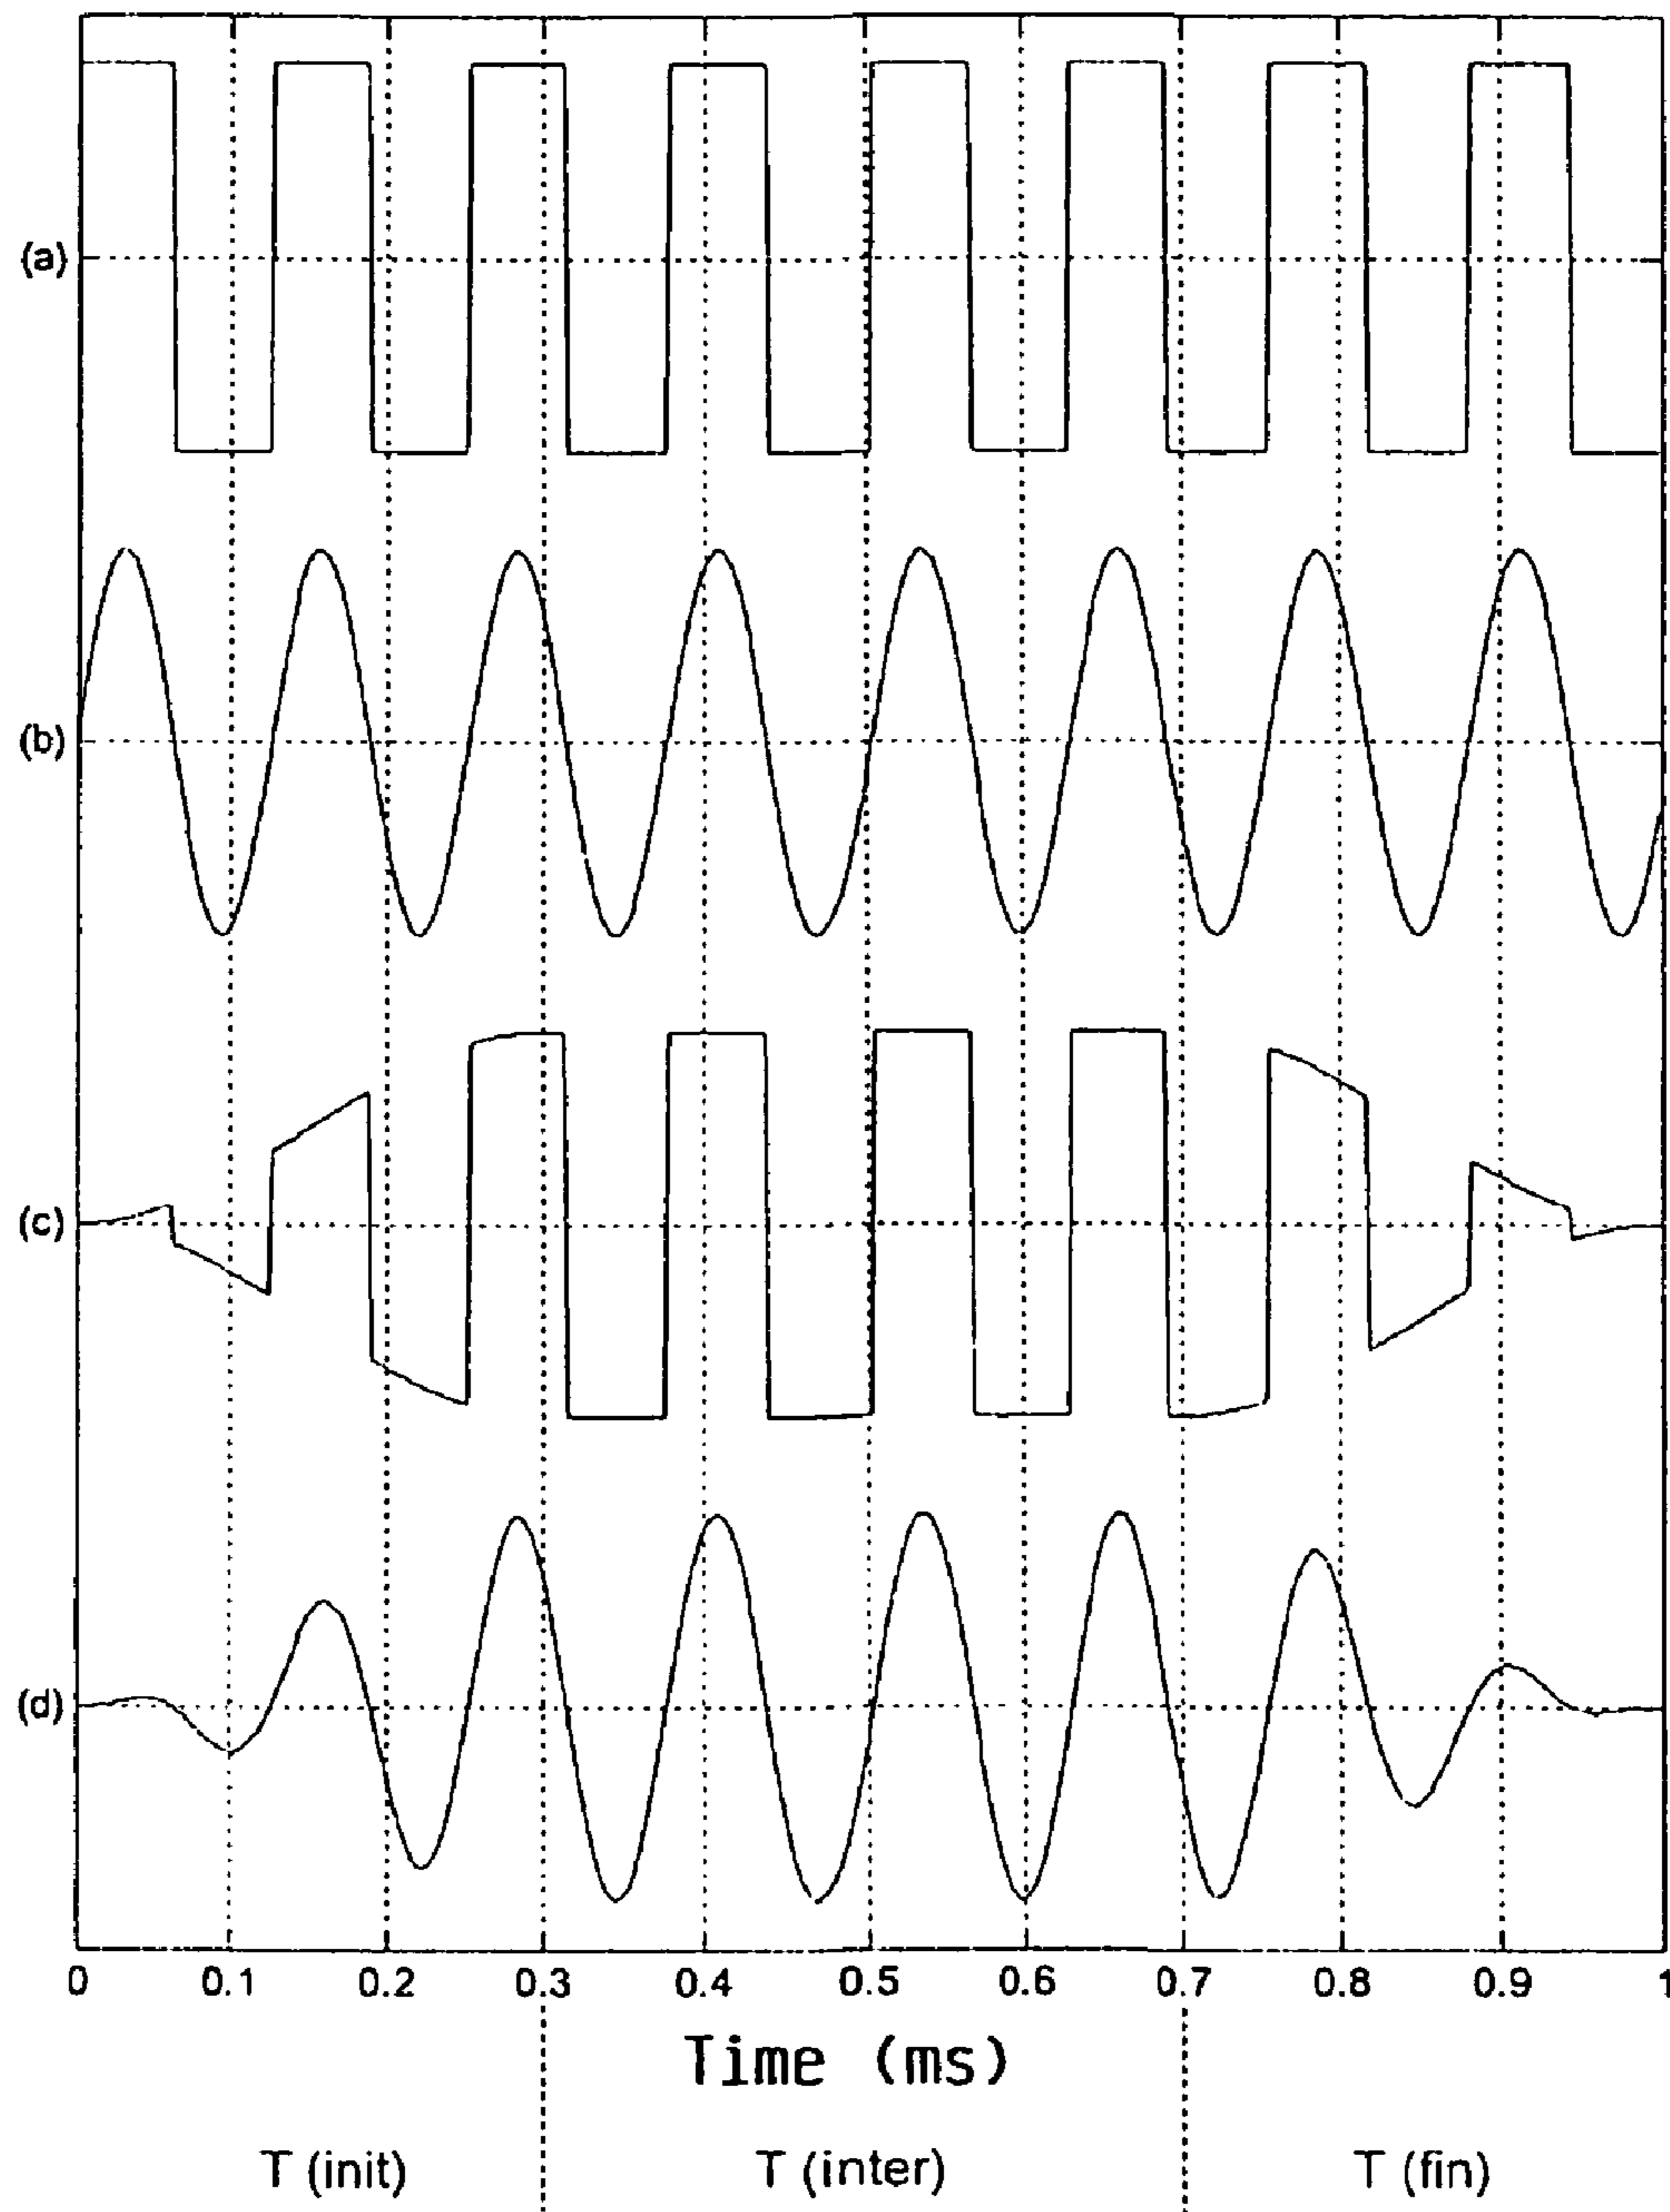 (a)
(b)
(c)
(d)
0 0.1 0.2 0.3 0.4 0.5 0.6 0.7 0.8 0.9 1
Time (ms)
T (init) T (inter) T (fin)